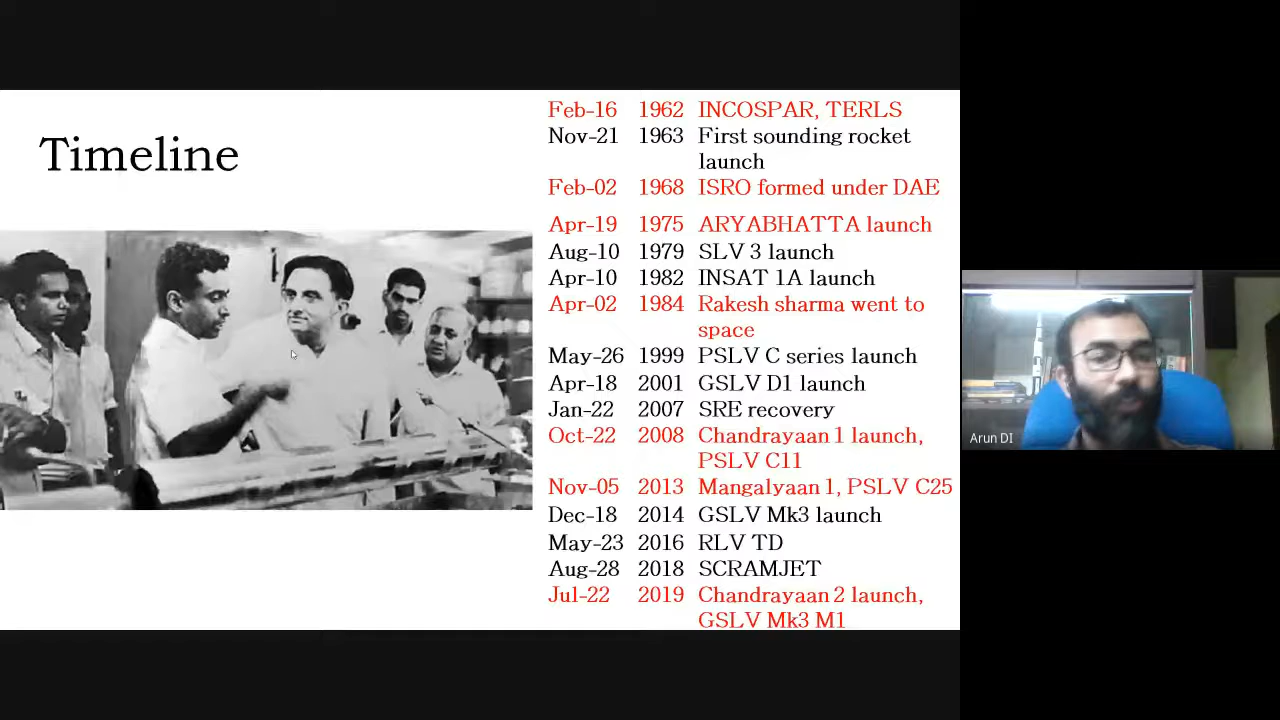 Timeline
Feb-16 1962 INCOSPAR, TERLS
Nov-21 1963 First sounding rocket
launch
Feb-02 1968 ISRO formed under DAE
Apr-19 1975 ARYABHATTA launch
Aug-10 1979 SLV 3 launch
Apr-10 1982 INSAT 1A launch
Apr-02 1984 Rakesh sharma went to
space
May-26 1999 PSLV C series launch
Apr-18 2001 GSLV D1 launch
Jan-22 2007 SRE recovery
Oct-22 2008 Chandrayaan 1 launch,
PSLV C11
Nov-05 2013 Mangalyaan 1, PSLV C25
Dec-18 2014 GSLV Mk3 launch
May-23 2016 RLV TD
Aug-28 2018 SCRAMJET
Jul-22 2019 Chandrayaan 2 launch,
GSLV Mk3 M1
Arun DI